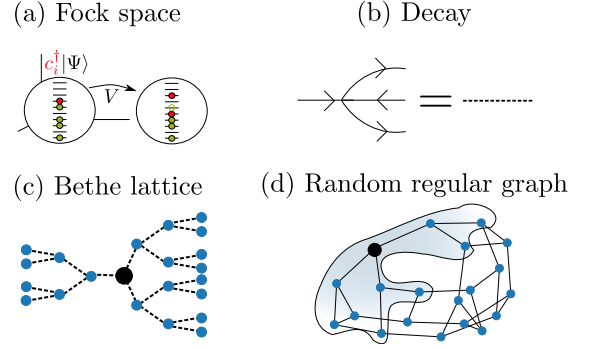 (a) Fock space
(b) Decay
c_i^†|Ψ⟩
V
(c) Bethe lattice
(d) Random regular graph